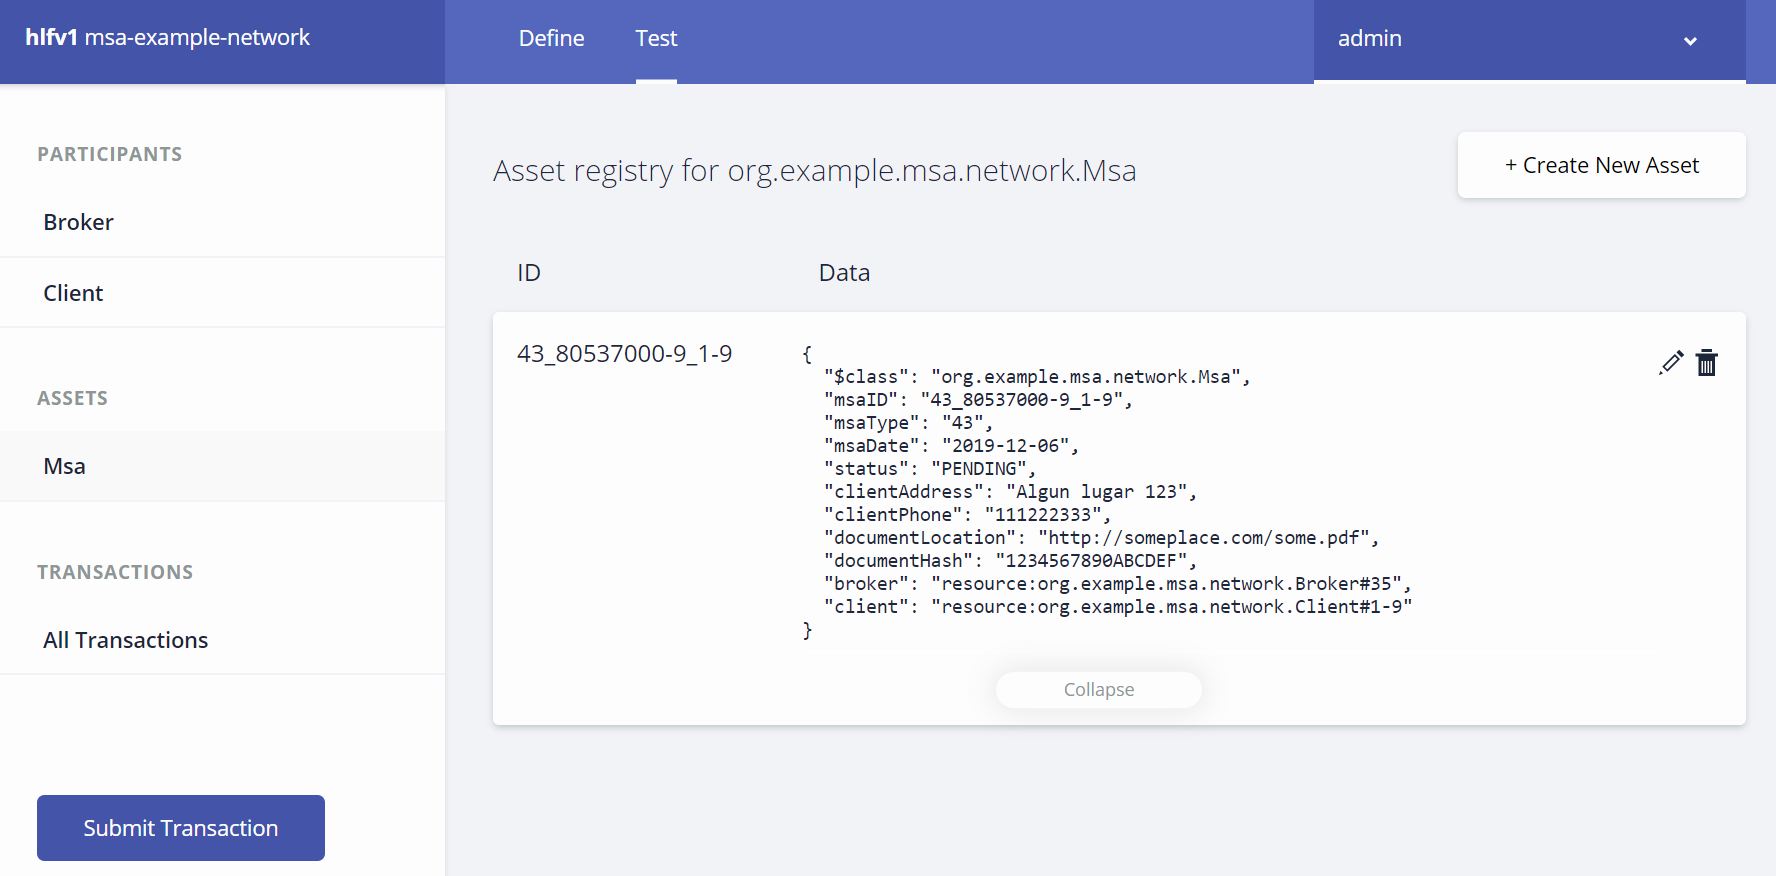 hlfv1 msa-example-network
Define
Test
admin
PARTICIPANTS
Broker
Client
ASSETS
Msa
TRANSACTIONS
All Transactions
Submit Transaction
Asset registry for org.example.msa.network.Msa
+ Create New Asset
ID
Data
43_80537000-9_1-9
{
"$class": "org.example.msa.network.Msa",
"msaID": "43_80537000-9_1-9",
"msaType": "43",
"msaDate": "2019-12-06",
"status": "PENDING",
"clientAddress": "Algun lugar 123",
"clientPhone": "111222333",
"documentLocation": "http://someplace.com/some.pdf",
"documentHash": "1234567890ABCDEF",
"broker": "resource:org.example.msa.network.Broker#35",
"client": "resource:org.example.msa.network.Client#1-9"
}
Collapse